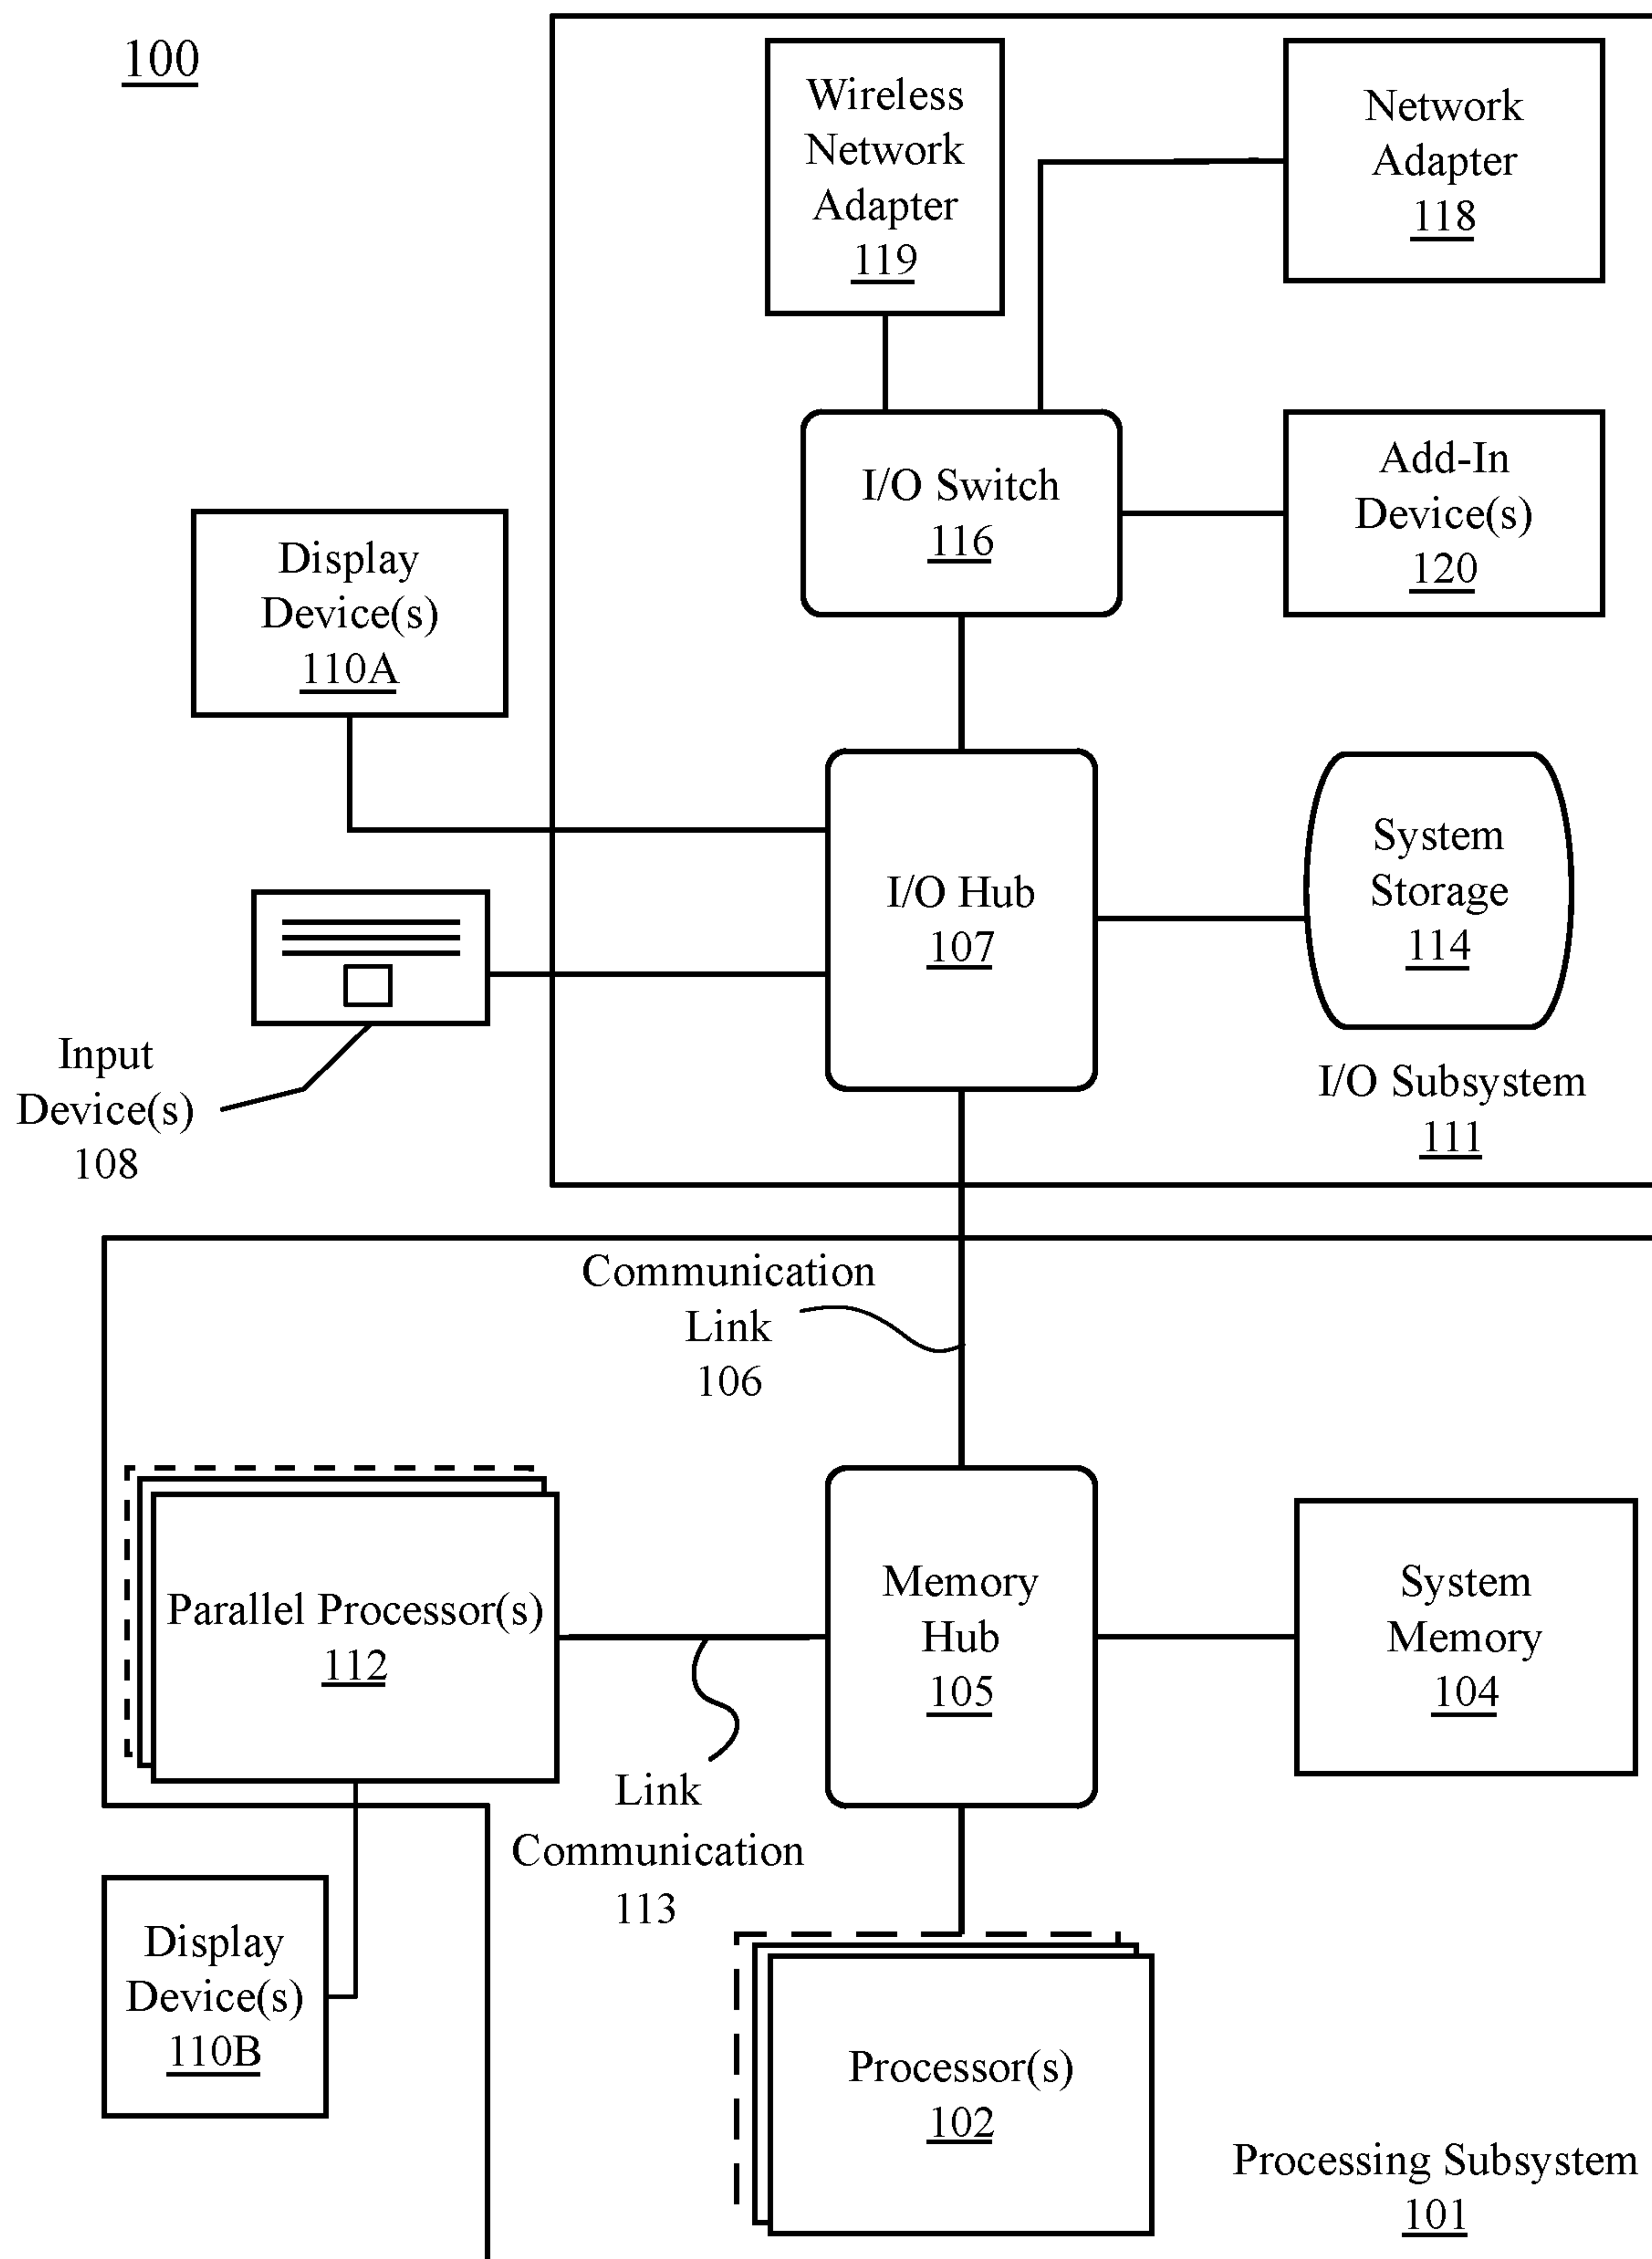 100
Wireless
Network
Adapter
119
Network
Adapter
118
I/O Switch
116
Add-In
Device(s)
120
Display
Device(s)
110A
I/O Hub
107
System
Storage
114
Input
Device(s)
108
I/O Subsystem
111
Communication
Link
106
Parallel Processor(s)
112
Memory
Hub
105
System
Memory
104
Link
Communication
113
Display
Device(s)
110B
Processor(s)
102
Processing Subsystem
101